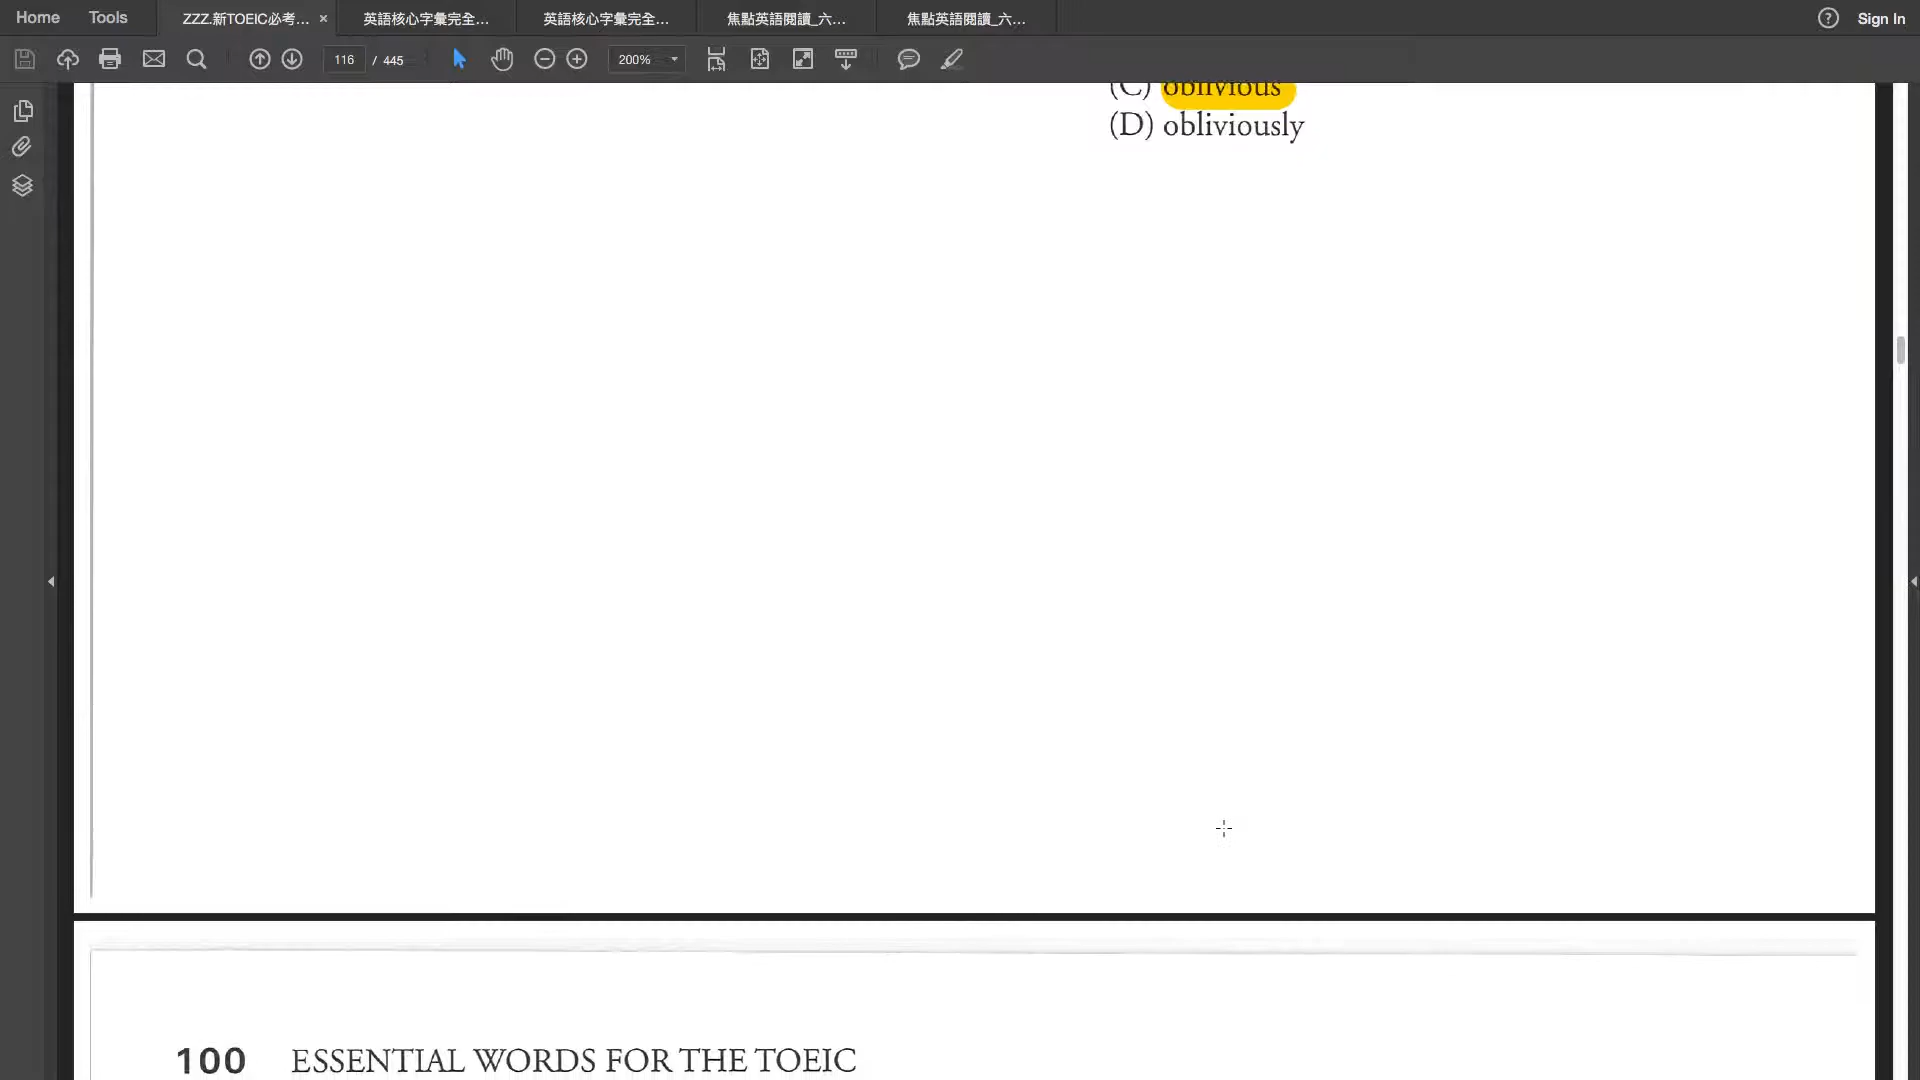 Home Tools ZZZ.新TOEIC必考... × 英語核心字彙完全... 英語核心字彙完全... 焦點英語閱讀_六... 焦點英語閱讀_六... ? Sign In
116 / 445 200%
(C) oblivious
(D) obliviously
100 ESSENTIAL WORDS FOR THE TOEIC